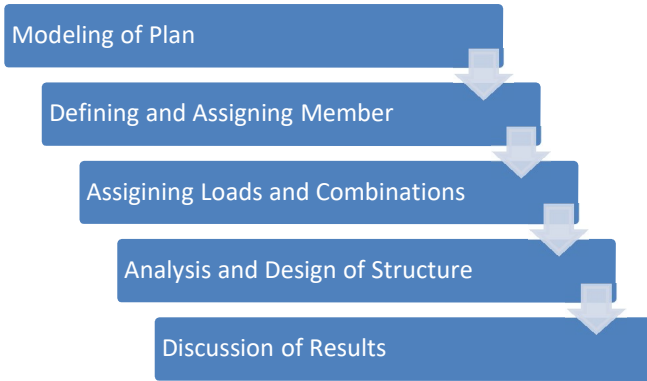 Modeling of Plan
Defining and Assigning Member
Assigining Loads and Combinations
Analysis and Design of Structure
Discussion of Results